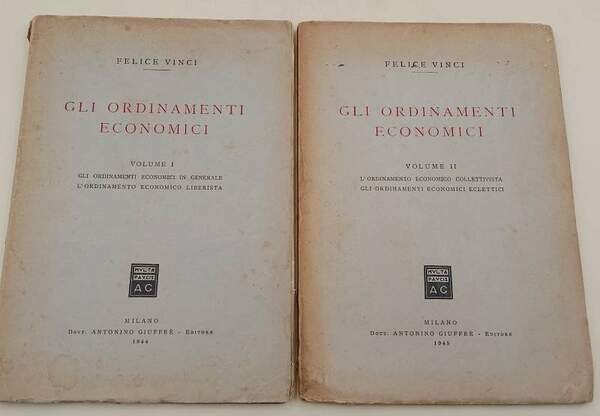 FELICE VINCI
GLI ORDINAMENTI
ECONOMICI
VOLUME I
GLI ORDINAMENTI ECONOMICI IN GENERALE
L'ORDINAMENTO ECONOMICO LIBERISTA
MVLTA
PAVCIS
AG
MILANO
DOTT. ANTONINO GIUFFRÈ - EDITORE
1944
FELICE VINCI
GLI ORDINAMENTI
ECONOMICI
VOLUME II
L'ORDINAMENTO ECONOMICO COLLETTIVISTA
GLI ORDINAMENTI ECONOMICI ECLETTICI
MVLTA
PAVCIS
AG
MILANO
DOTT. ANTONINO GIUFFRÈ - EDITORE
1945